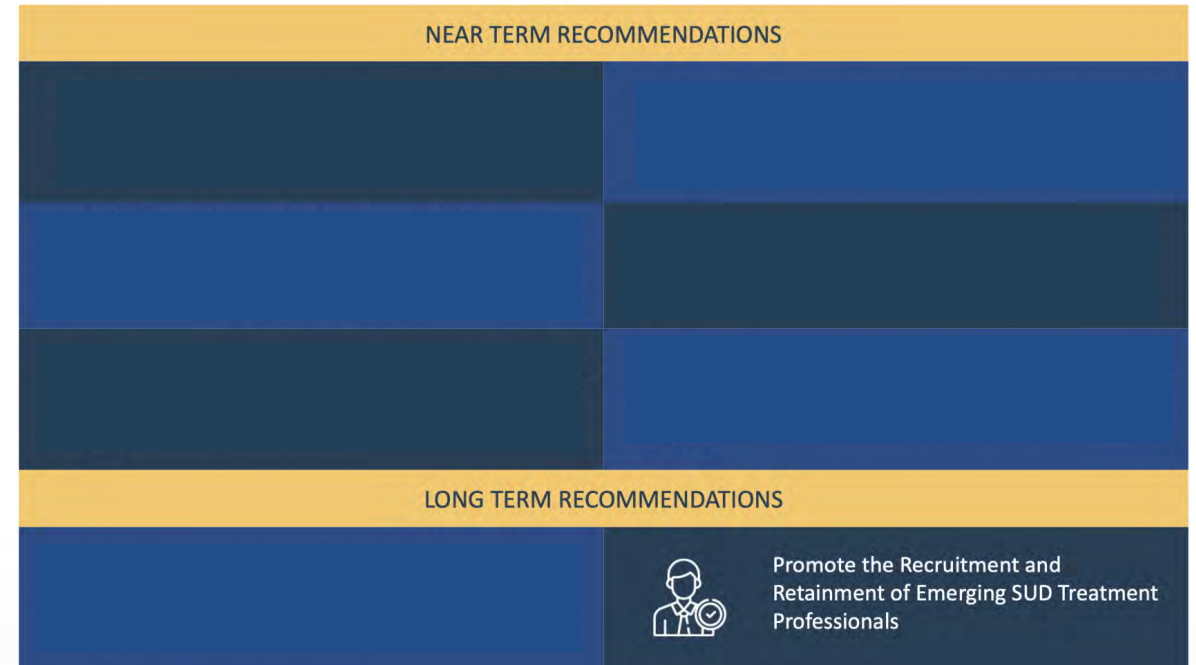 NEAR TERM RECOMMENDATIONS
LONG TERM RECOMMENDATIONS
Promote the Recruitment and
Retainment of Emerging SUD Treatment
Professionals